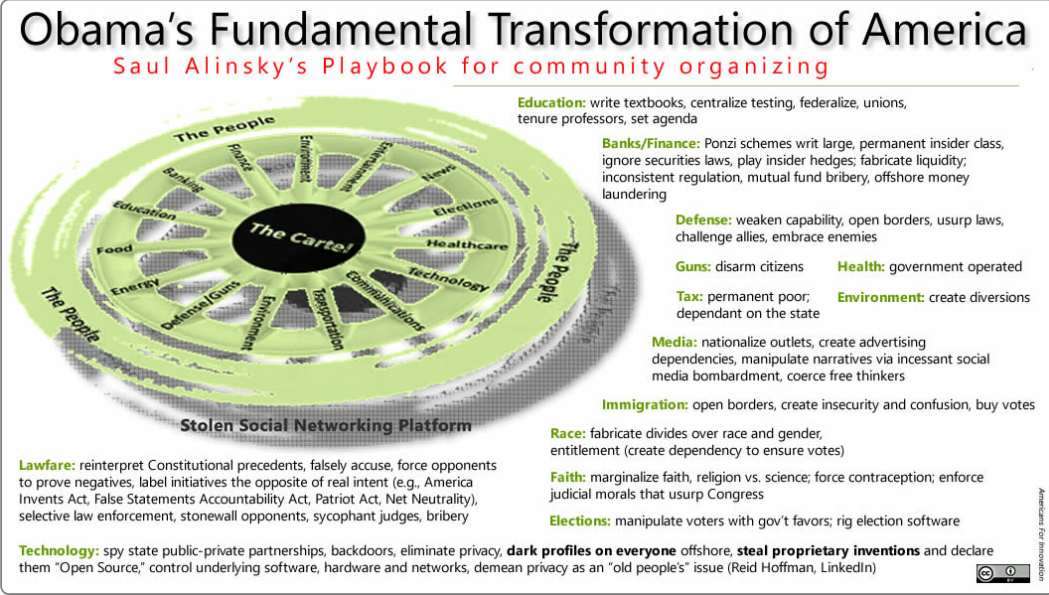 Obama's Fundamental Transformation of America
Saul Alinsky's Playbook for community organizing
The People
The People
The People
The Cartel
Finance
Environment
Entertainment
News
Elections
Healthcare
Technology
Communications
Transportation
Environment
Defense/Guns
Energy
Food
Education
Banking
Stolen Social Networking Platform
Education: write textbooks, centralize testing, federalize, unions,
tenure professors, set agenda
Banks/Finance: Ponzi schemes writ large, permanent insider class,
ignore securities laws, play insider hedges; fabricate liquidity;
inconsistent regulation, mutual fund bribery, offshore money
laundering
Defense: weaken capability, open borders, usurp laws,
challenge allies, embrace enemies
Guns: disarm citizens
Health: government operated
Tax: permanent poor;
dependant on the state
Environment: create diversions
Media: nationalize outlets, create advertising
dependencies, manipulate narratives via incessant social
media bombardment, coerce free thinkers
Immigration: open borders, create insecurity and confusion, buy votes
Race: fabricate divides over race and gender,
entitlement (create dependency to ensure votes)
Faith: marginalize faith, religion vs. science; force contraception; enforce
judicial morals that usurp Congress
Elections: manipulate voters with gov't favors; rig election software
Lawfare: reinterpret Constitutional precedents, falsely accuse, force opponents
to prove negatives, label initiatives the opposite of real intent (e.g., America
Invents Act, False Statements Accountability Act, Patriot Act, Net Neutrality),
selective law enforcement, stonewall opponents, sycophant judges, bribery
Technology: spy state public-private partnerships, backdoors, eliminate privacy, dark profiles on everyone offshore, steal proprietary inventions and declare
them "Open Source," control underlying software, hardware and networks, demean privacy as an "old people's" issue (Reid Hoffman, LinkedIn)
Americans For Innovation
cc
BY